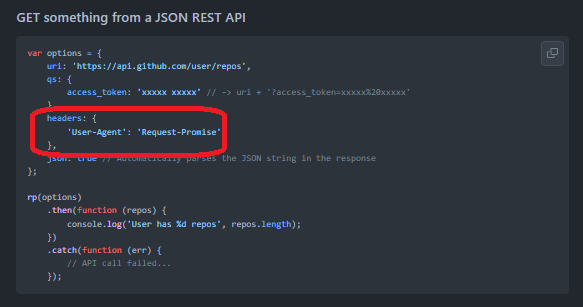 GET something from a JSON REST API
var options = {
uri: 'https://api.github.com/user/repos',
qs: {
access_token: 'xxxxx xxxxx' // -> uri + '?access_token=xxxxx%20xxxxx'
}
headers: {
'User-Agent': 'Request-Promise'
},
json: true // Automatically parses the JSON string in the response
};
rp(options)
.then(function (repos) {
console.log('User has %d repos', repos.length);
})
.catch(function (err) {
// API call failed...
});